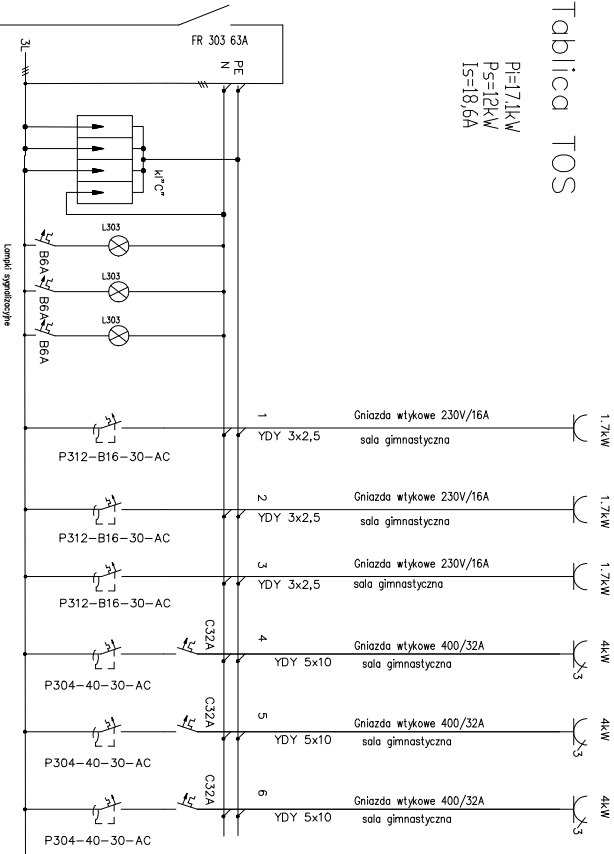 Tablica TOS
Pi=17.1kW
Ps=12kW
Is=18,6A
FR 303 63A
3L
N
PE
kl"C"
L303
B6A
L303
B6A
L303
B6A
Lampki sygnalizacyjne
1
Gniazda wtykowe 230V/16A
1.7kW
YDY 3x2,5
sala gimnastyczna
P312-B16-30-AC
2
Gniazda wtykowe 230V/16A
1.7kW
YDY 3x2,5
sala gimnastyczna
P312-B16-30-AC
3
Gniazda wtykowe 230V/16A
1.7kW
YDY 3x2,5
sala gimnastyczna
P312-B16-30-AC
C32A
4
Gniazda wtykowe 400/32A
4kW
3
YDY 5x10
sala gimnastyczna
P304-40-30-AC
C32A
5
Gniazda wtykowe 400/32A
4kW
3
YDY 5x10
sala gimnastyczna
P304-40-30-AC
C32A
6
Gniazda wtykowe 400/32A
4kW
3
YDY 5x10
sala gimnastyczna
P304-40-30-AC